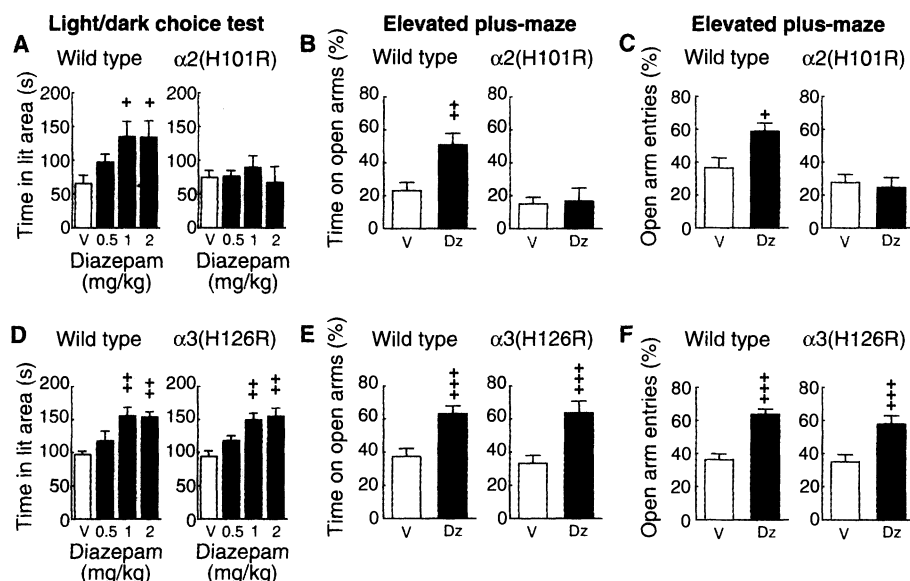 Light/dark choice test
Elevated plus-maze
Elevated plus-maze
A
Wild type
α2(H101R)
Time in lit area (s)
200
150
100
50
0
V 0.5 1 2
V 0.5 1 2
Diazepam
(mg/kg)
Diazepam
(mg/kg)
+
+
B
Wild type
α2(H101R)
Time on open arms (%)
80
60
40
20
0
80
60
40
20
0
V
Dz
V
Dz
+
+
C
Wild type
α2(H101R)
Open arm entries (%)
80
60
40
20
0
80
60
40
20
0
V
Dz
V
Dz
+
200
150
100
50
0
D
Wild type
α3(H126R)
Time in lit area (s)
200
150
100
50
0
200
150
100
50
0
V 0.5 1 2
V 0.5 1 2
Diazepam
(mg/kg)
Diazepam
(mg/kg)
++
++
++
++
E
Wild type
α3(H126R)
Time on open arms (%)
80
60
40
20
0
80
60
40
20
0
V
Dz
V
Dz
+++
+++
F
Wild type
α3(H126R)
Open arm entries (%)
80
60
40
20
0
80
60
40
20
0
V
Dz
V
Dz
+++
+++